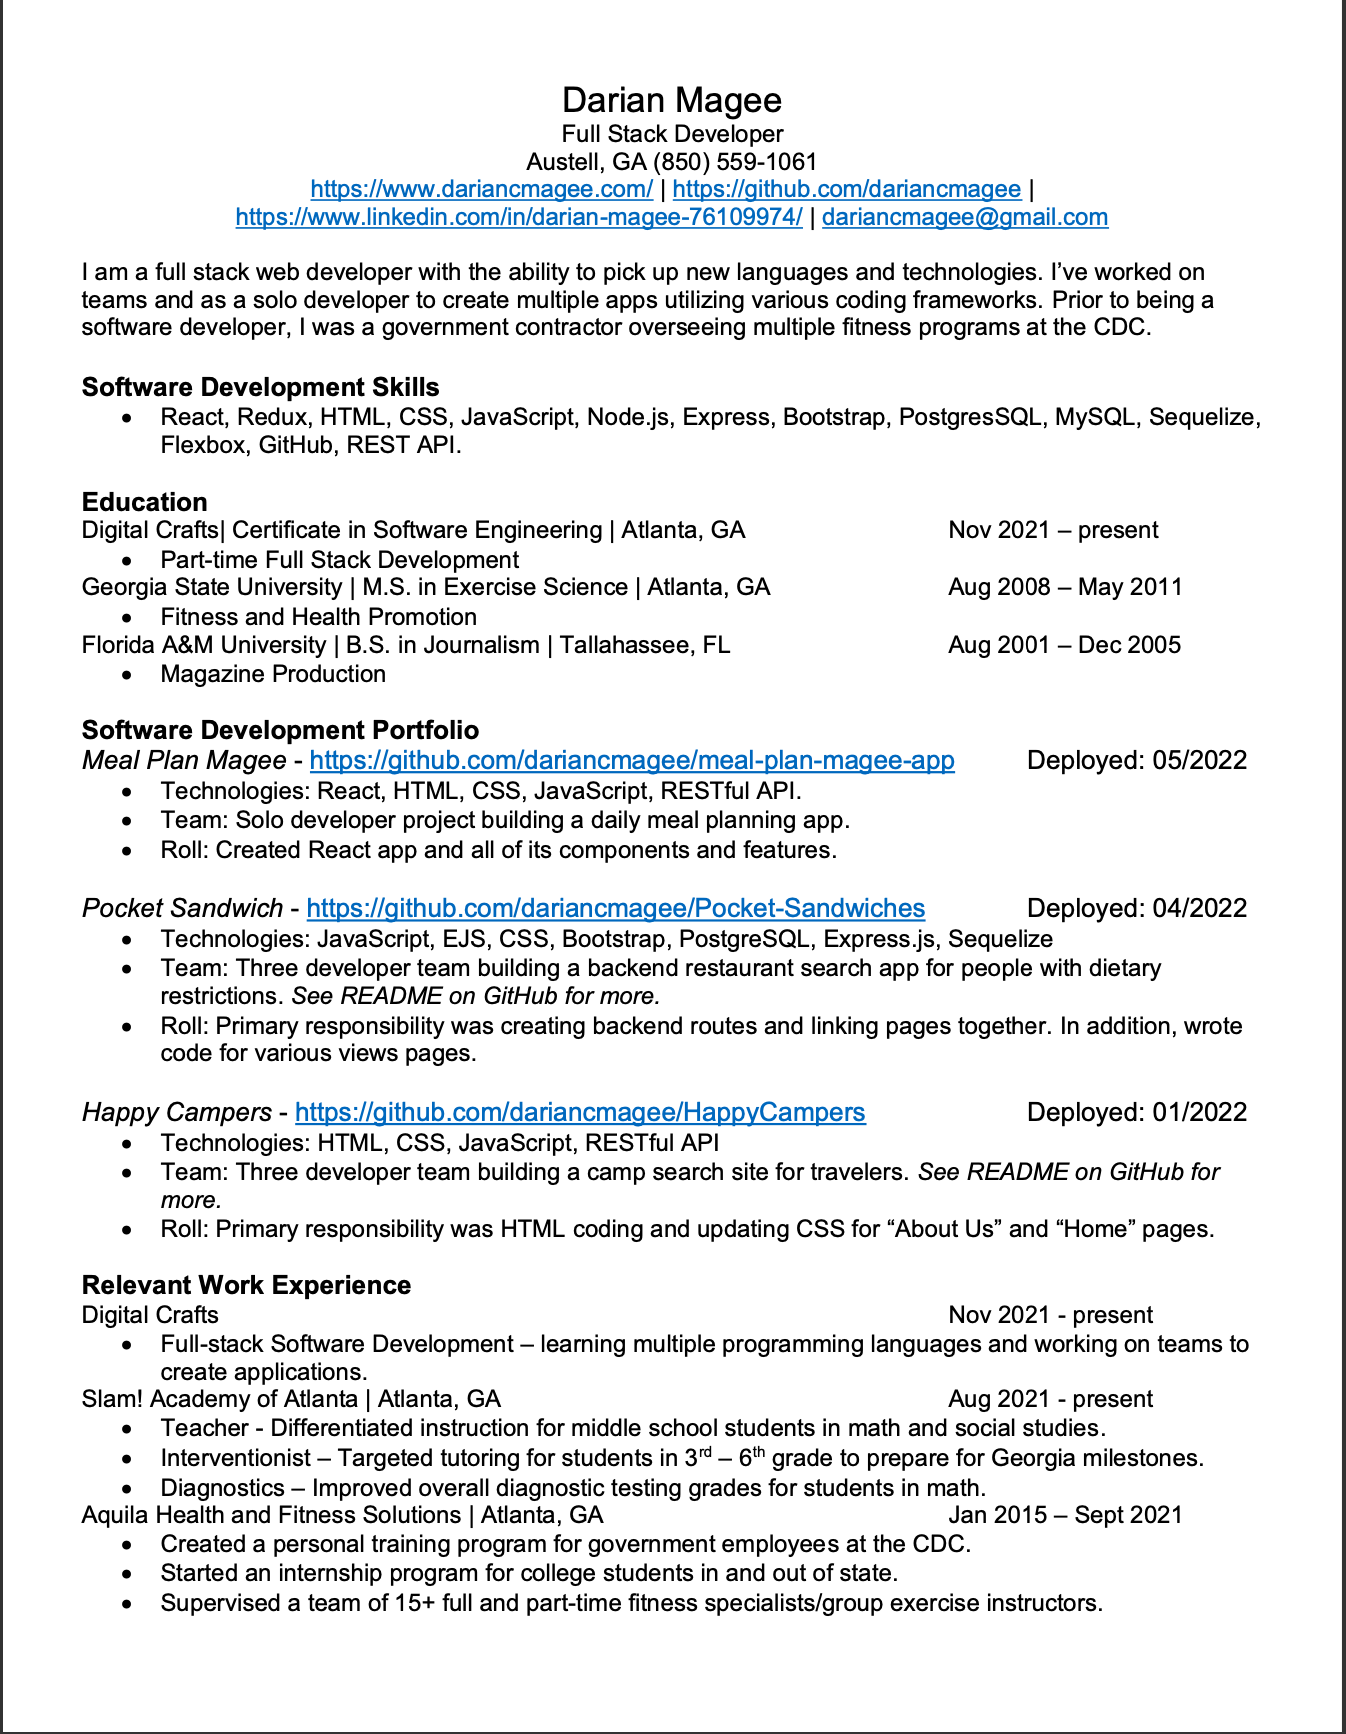 Darian Magee
Full Stack Developer
Austell, GA (850) 559-1061
https://www.dariancmagee.com/ | https://github.com/dariancmagee |
https://www.linkedin.com/in/darian-magee-76109974/ | dariancmagee@gmail.com
I am a full stack web developer with the ability to pick up new languages and technologies. I’ve worked on
teams and as a solo developer to create multiple apps utilizing various coding frameworks. Prior to being a
software developer, I was a government contractor overseeing multiple fitness programs at the CDC.
Software Development Skills
• React, Redux, HTML, CSS, JavaScript, Node.js, Express, Bootstrap, PostgresSQL, MySQL, Sequelize,
Flexbox, GitHub, REST API.
Education
Digital Crafts| Certificate in Software Engineering | Atlanta, GA Nov 2021 – present
• Part-time Full Stack Development
Georgia State University | M.S. in Exercise Science | Atlanta, GA Aug 2008 – May 2011
• Fitness and Health Promotion
Florida A&M University | B.S. in Journalism | Tallahassee, FL Aug 2001 – Dec 2005
• Magazine Production
Software Development Portfolio
Meal Plan Magee - https://github.com/dariancmagee/meal-plan-magee-app Deployed: 05/2022
• Technologies: React, HTML, CSS, JavaScript, RESTful API.
• Team: Solo developer project building a daily meal planning app.
• Roll: Created React app and all of its components and features.
Pocket Sandwich - https://github.com/dariancmagee/Pocket-Sandwiches Deployed: 04/2022
• Technologies: JavaScript, EJS, CSS, Bootstrap, PostgreSQL, Express.js, Sequelize
• Team: Three developer team building a backend restaurant search app for people with dietary
restrictions. See README on GitHub for more.
• Roll: Primary responsibility was creating backend routes and linking pages together. In addition, wrote
code for various views pages.
Happy Campers - https://github.com/dariancmagee/HappyCampers Deployed: 01/2022
• Technologies: HTML, CSS, JavaScript, RESTful API
• Team: Three developer team building a camp search site for travelers. See README on GitHub for
more.
• Roll: Primary responsibility was HTML coding and updating CSS for “About Us” and “Home” pages.
Relevant Work Experience
Digital Crafts Nov 2021 - present
• Full-stack Software Development – learning multiple programming languages and working on teams to
create applications.
Slam! Academy of Atlanta | Atlanta, GA Aug 2021 - present
• Teacher - Differentiated instruction for middle school students in math and social studies.
• Interventionist – Targeted tutoring for students in 3rd – 6th grade to prepare for Georgia milestones.
• Diagnostics – Improved overall diagnostic testing grades for students in math.
Aquila Health and Fitness Solutions | Atlanta, GA Jan 2015 – Sept 2021
• Created a personal training program for government employees at the CDC.
• Started an internship program for college students in and out of state.
• Supervised a team of 15+ full and part-time fitness specialists/group exercise instructors.